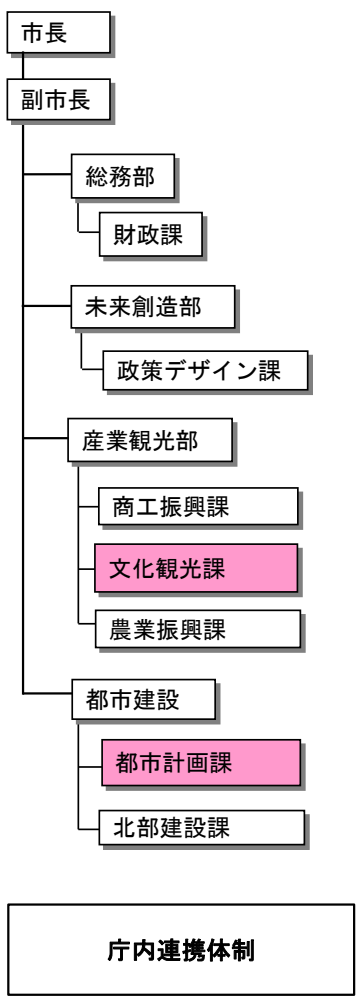 市長
副市長
総務部
財政課
未来創造部
政策デザイン課
産業観光部
商工振興課
文化観光課
農業振興課
都市建設
都市計画課
北部建設課
庁内連携体制